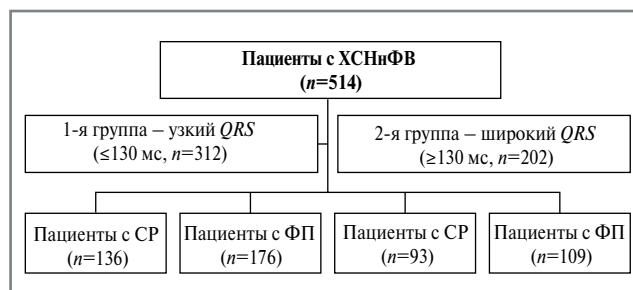 Пациенты с ХСНнФВ
(n=514)
1-я группа – узкий QRS
(≤130 мс, n=312)
2-я группа – широкий QRS
(≥130 мс, n=202)
Пациенты с СР
(n=136)
Пациенты с ФП
(n=176)
Пациенты с СР
(n=93)
Пациенты с ФП
(n=109)